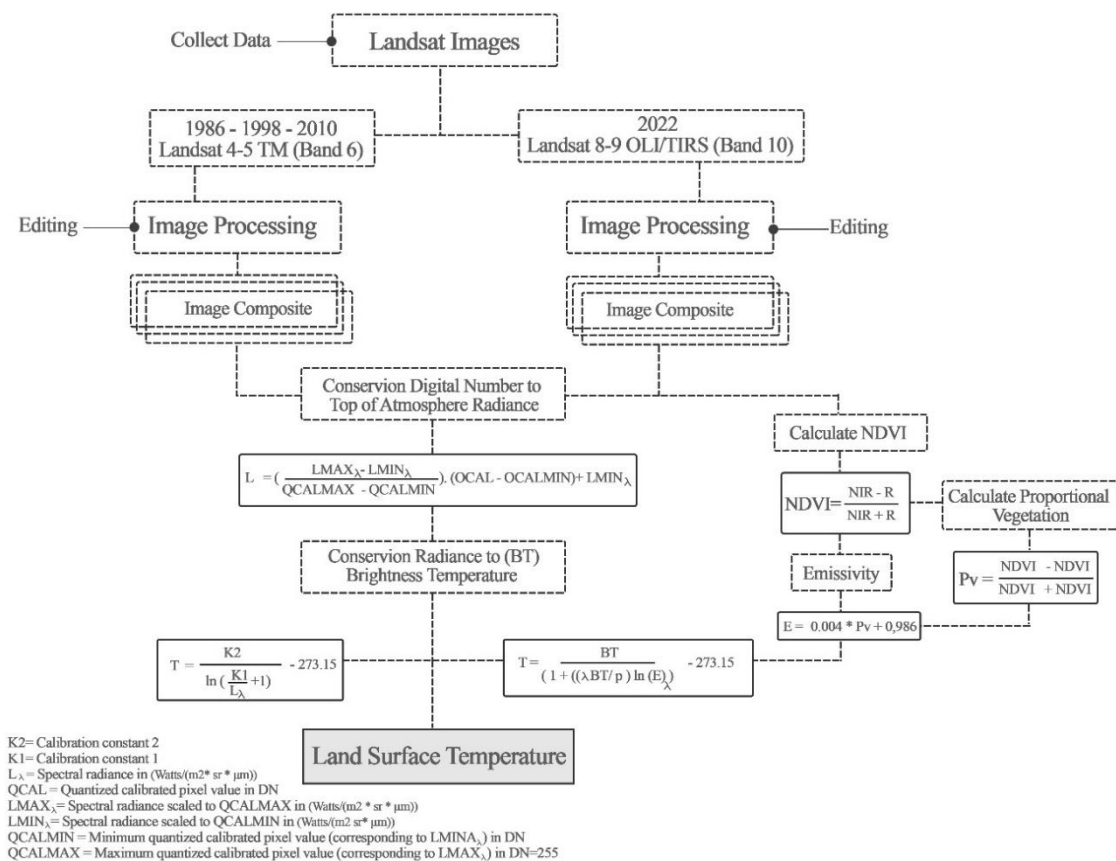 Collect Data
Landsat Images
1986 - 1998 - 2010
Landsat 4-5 TM (Band 6)
2022
Landsat 8-9 OLI/TIRS (Band 10)
Editing
Image Processing
Image Processing
Editing
Image Composite
Image Composite
Conservion Digital Number to
Top of Atmosphere Radiance
Calculate NDVI
L = ( LMAXλ - LMINλ / QCALMAX - QCALMIN ). (OCAL - OCALMIN)+ LMINλ
NDVI= NIR - R / NIR + R
Calculate Proportional
Vegetation
Conservion Radiance to (BT)
Brightness Temperature
Emissivity
Pv = NDVI - NDVI / NDVI + NDVI
E = 0.004 * Pv + 0,986
T = K2 / ln ( K1 / Lλ +1) - 273.15
T = BT / ( 1 + ((λBT/ p ) ln (E)λ) - 273.15
Land Surface Temperature
K2= Calibration constant 2
K1= Calibration constant 1
Lλ = Spectral radiance in (Watts/(m2* sr * μm))
QCAL = Quantized calibrated pixel value in DN
LMAXλ= Spectral radiance scaled to QCALMAX in (Watts/(m2 * sr * μm))
LMINλ= Spectral radiance scaled to QCALMIN in (Watts/(m2 sr* μm))
QCALMIN = Minimum quantized calibrated pixel value (corresponding to LMINAλ) in DN
QCALMAX = Maximum quantized calibrated pixel value (corresponding to LMAXλ) in DN=255